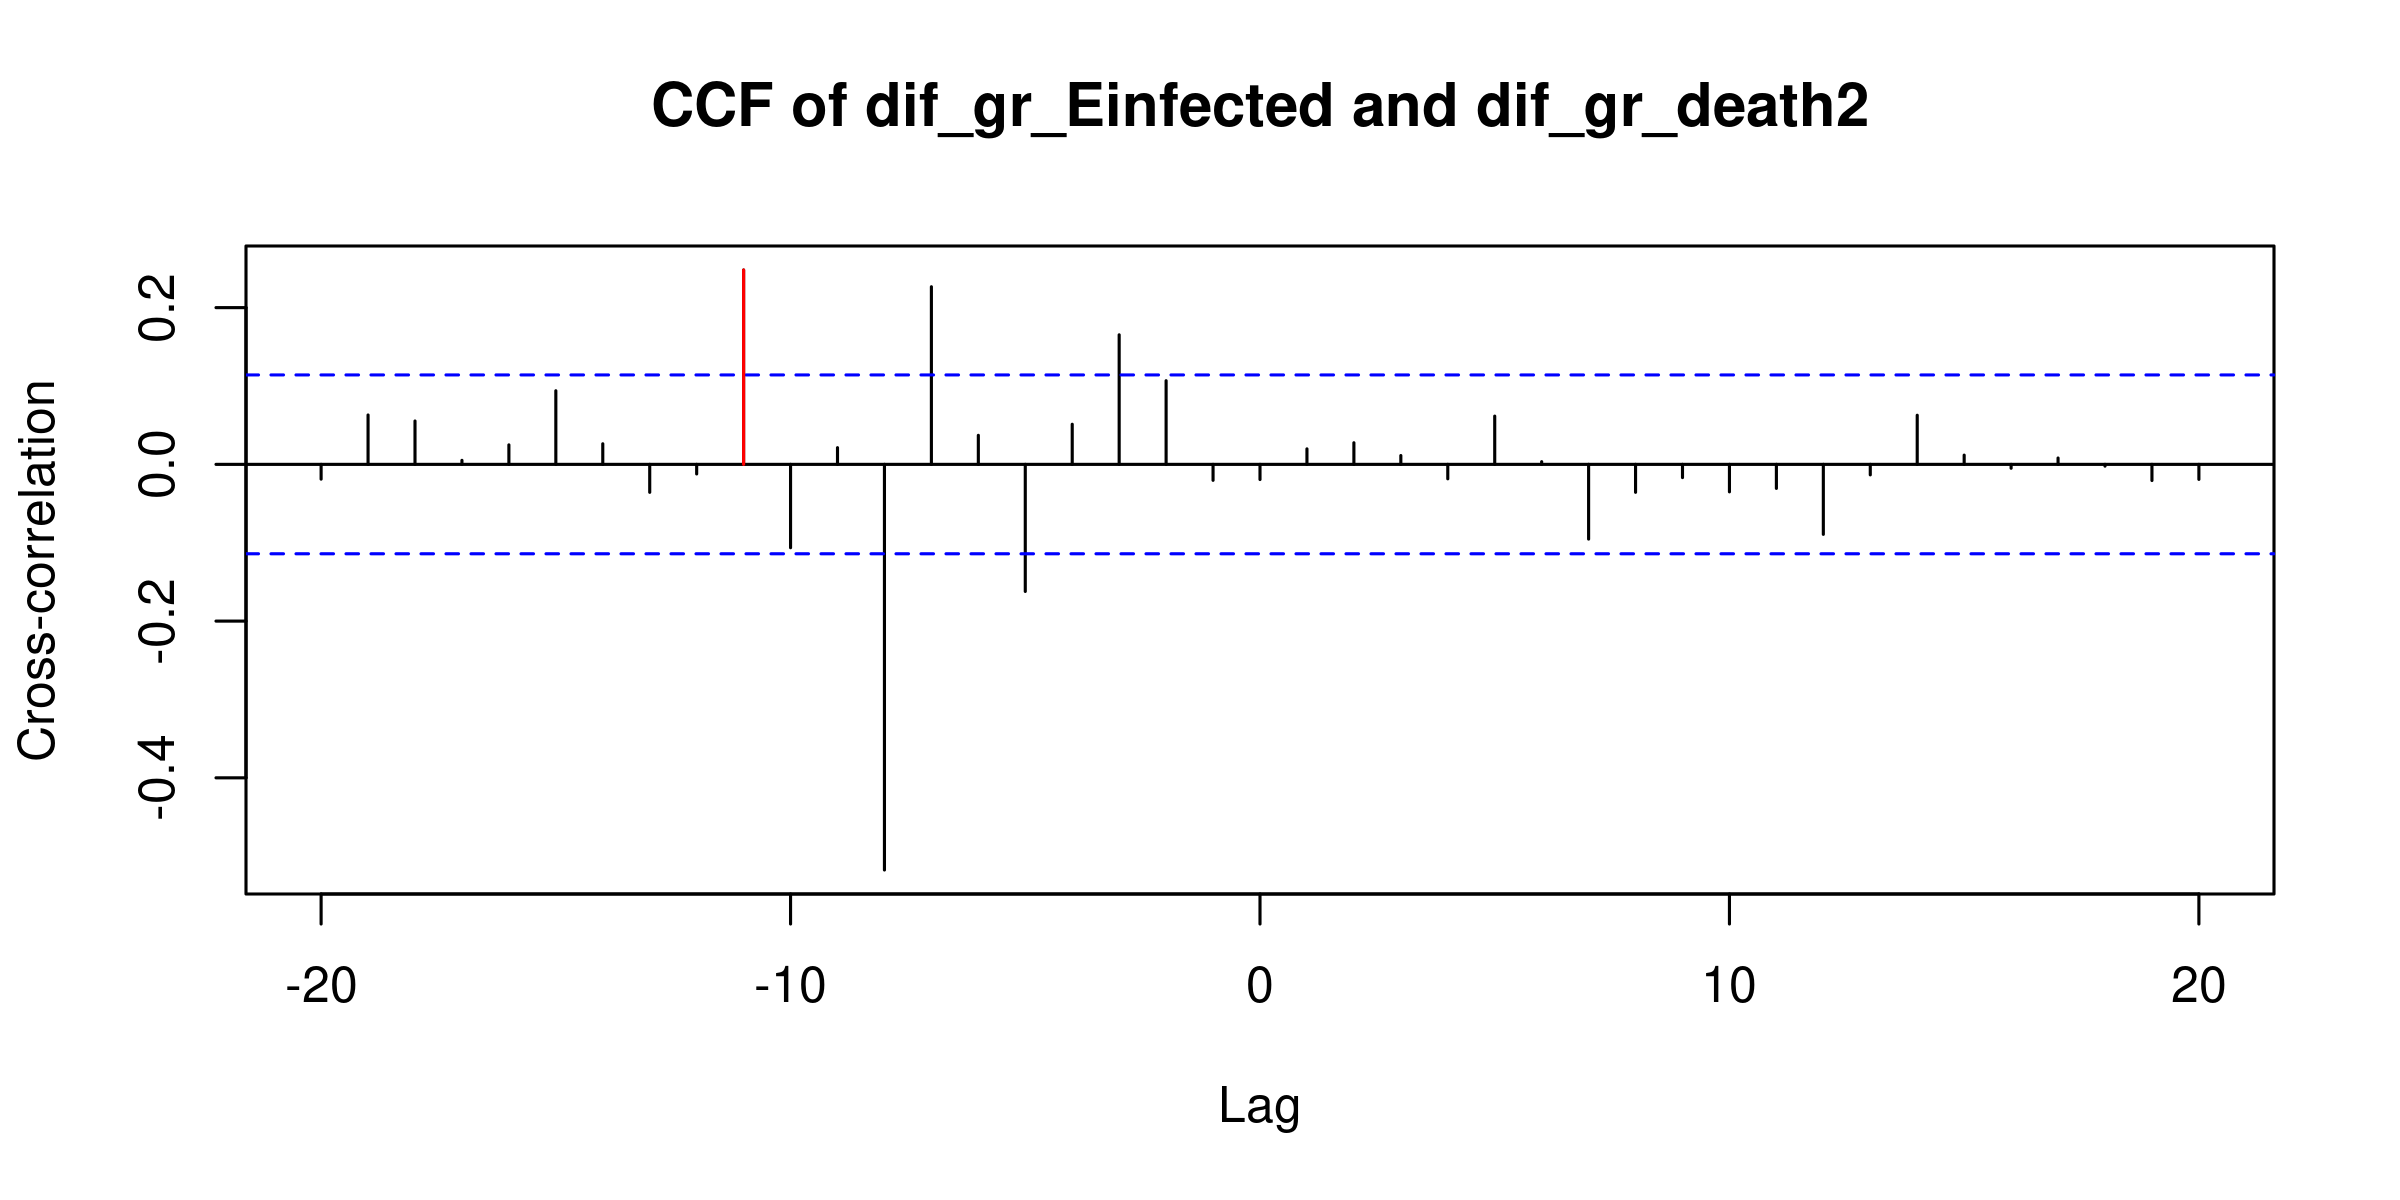 CCF of dif_gr_Einfected and dif_gr_death2
Cross-correlation
0.2
0.0
-0.2
-0.4
-20 -10 0 10 20
Lag